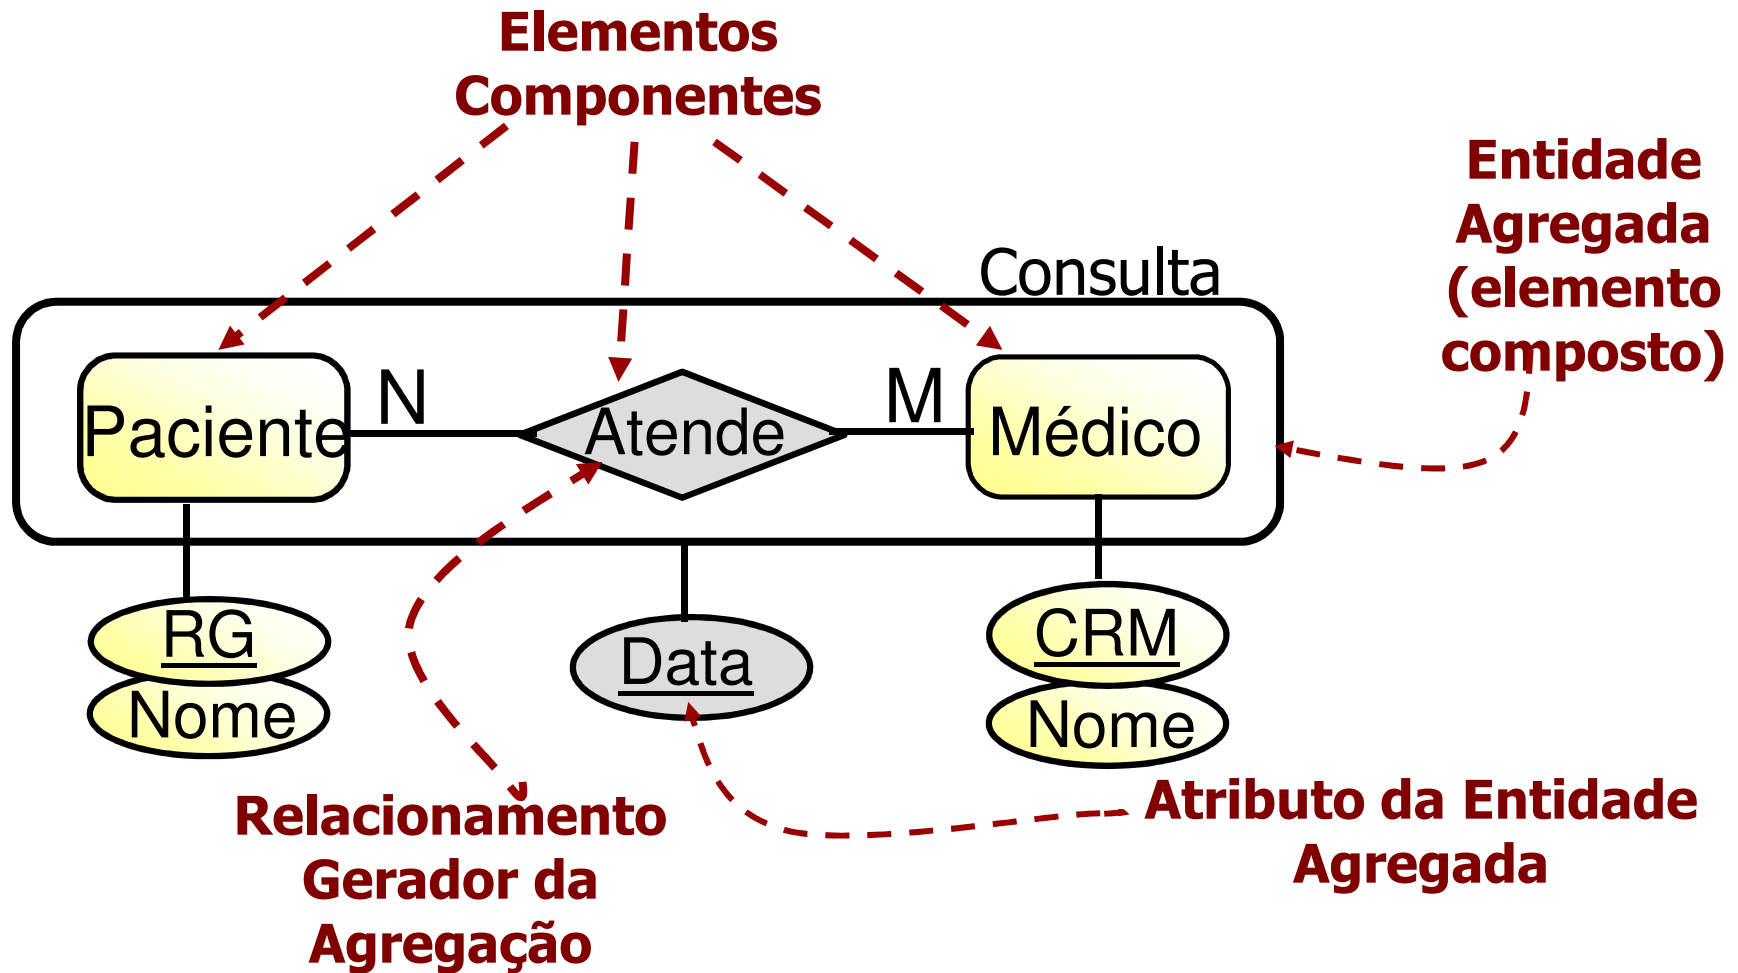 Elementos
Componentes
Entidade
Agregada
(elemento
composto)
Consulta
Paciente
N
Atende
M
Médico
RG
Nome
Data
CRM
Nome
Relacionamento
Gerador da
Agregação
Atributo da Entidade
Agregada